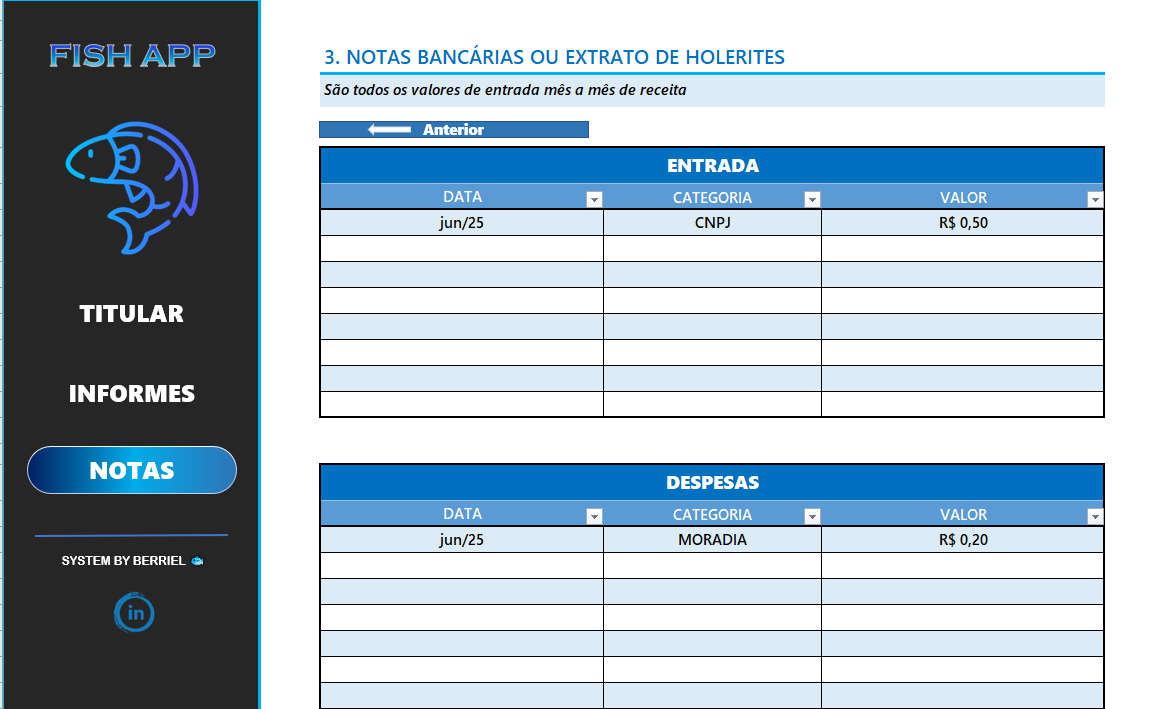 FISH APP
TITULAR
INFORMES
NOTAS
SYSTEM BY BERRIEL
in
3. NOTAS BANCÁRIAS OU EXTRATO DE HOLERITES
São todos os valores de entrada mês a mês de receita
Anterior
ENTRADA
DATA CATEGORIA VALOR
jun/25 CNPJ R$ 0,50
DESPESAS
DATA CATEGORIA VALOR
jun/25 MORADIA R$ 0,20